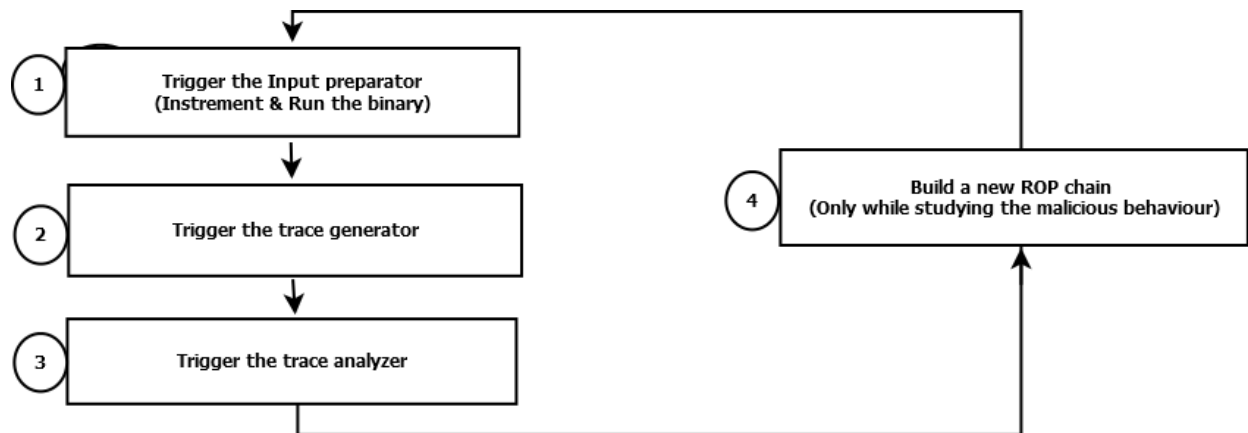 1
Trigger the Input preparator
(Instrement & Run the binary)
2
Trigger the trace generator
3
Trigger the trace analyzer
4
Build a new ROP chain
(Only while studying the malicious behaviour)